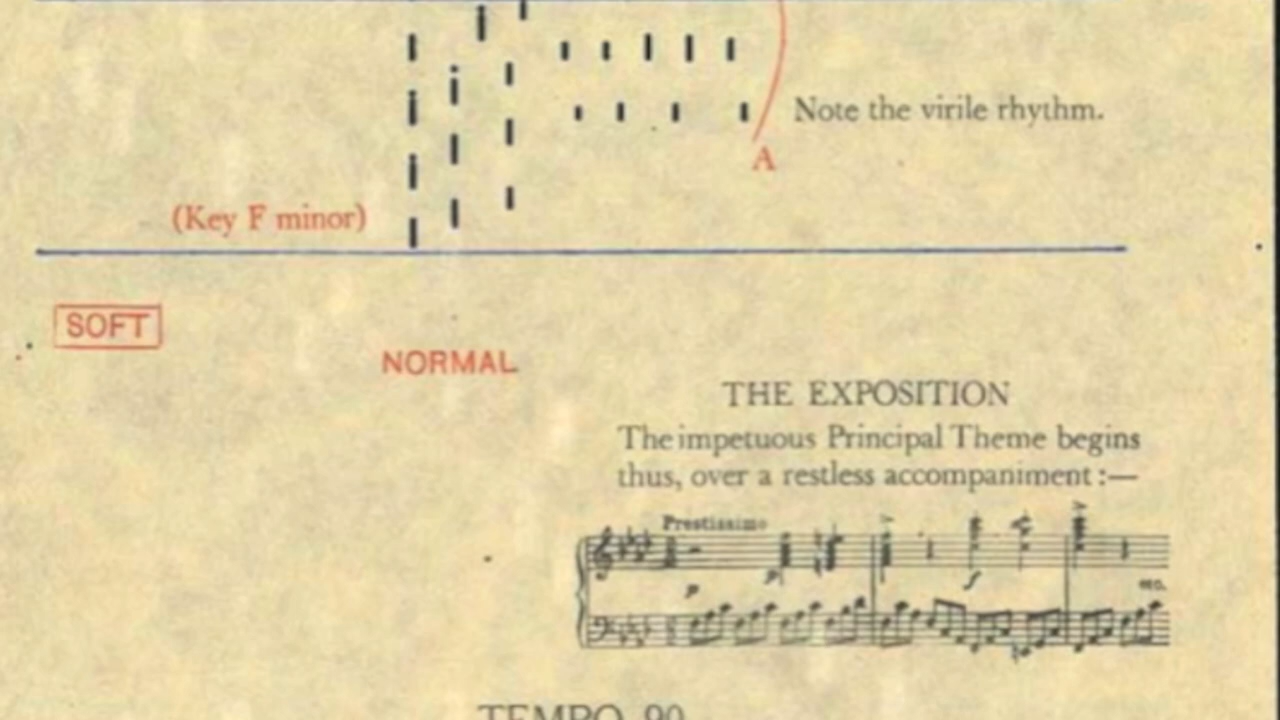 Note the virile rhythm.
A
(Key F minor)
SOFT
NORMAL
THE EXPOSITION
The impetuous Principal Theme begins
thus, over a restless accompaniment :—
Prestissimo
p
p
f
etc.
TEMPO 90